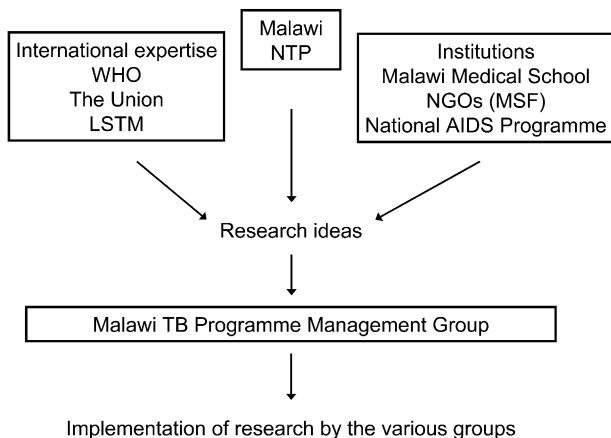 International expertise
WHO
The Union
LSTM
Malawi
NTP
Institutions
Malawi Medical School
NGOs (MSF)
National AIDS Programme
Research ideas
Malawi TB Programme Management Group
Implementation of research by the various groups